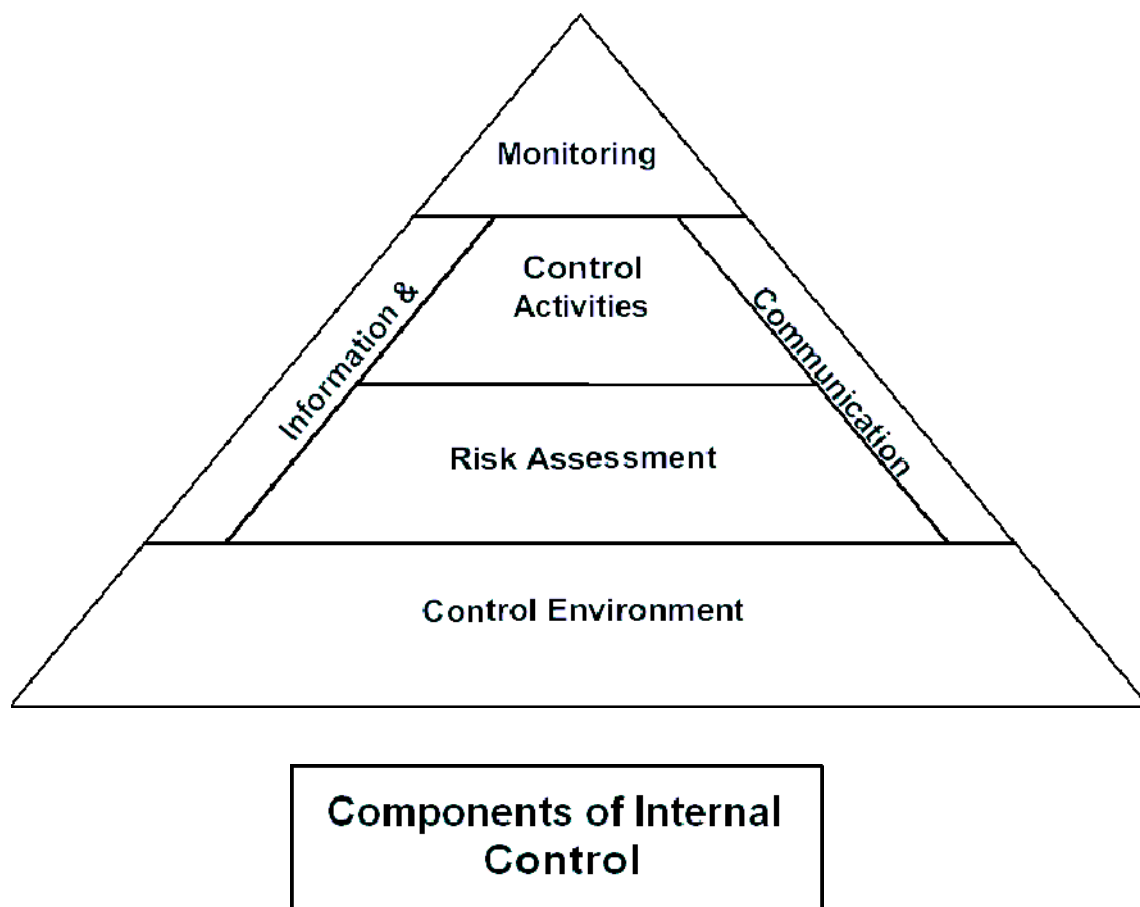 Monitoring
Control
Activities
Information &
Communication
Risk Assessment
Control Environment
Components of Internal
Control